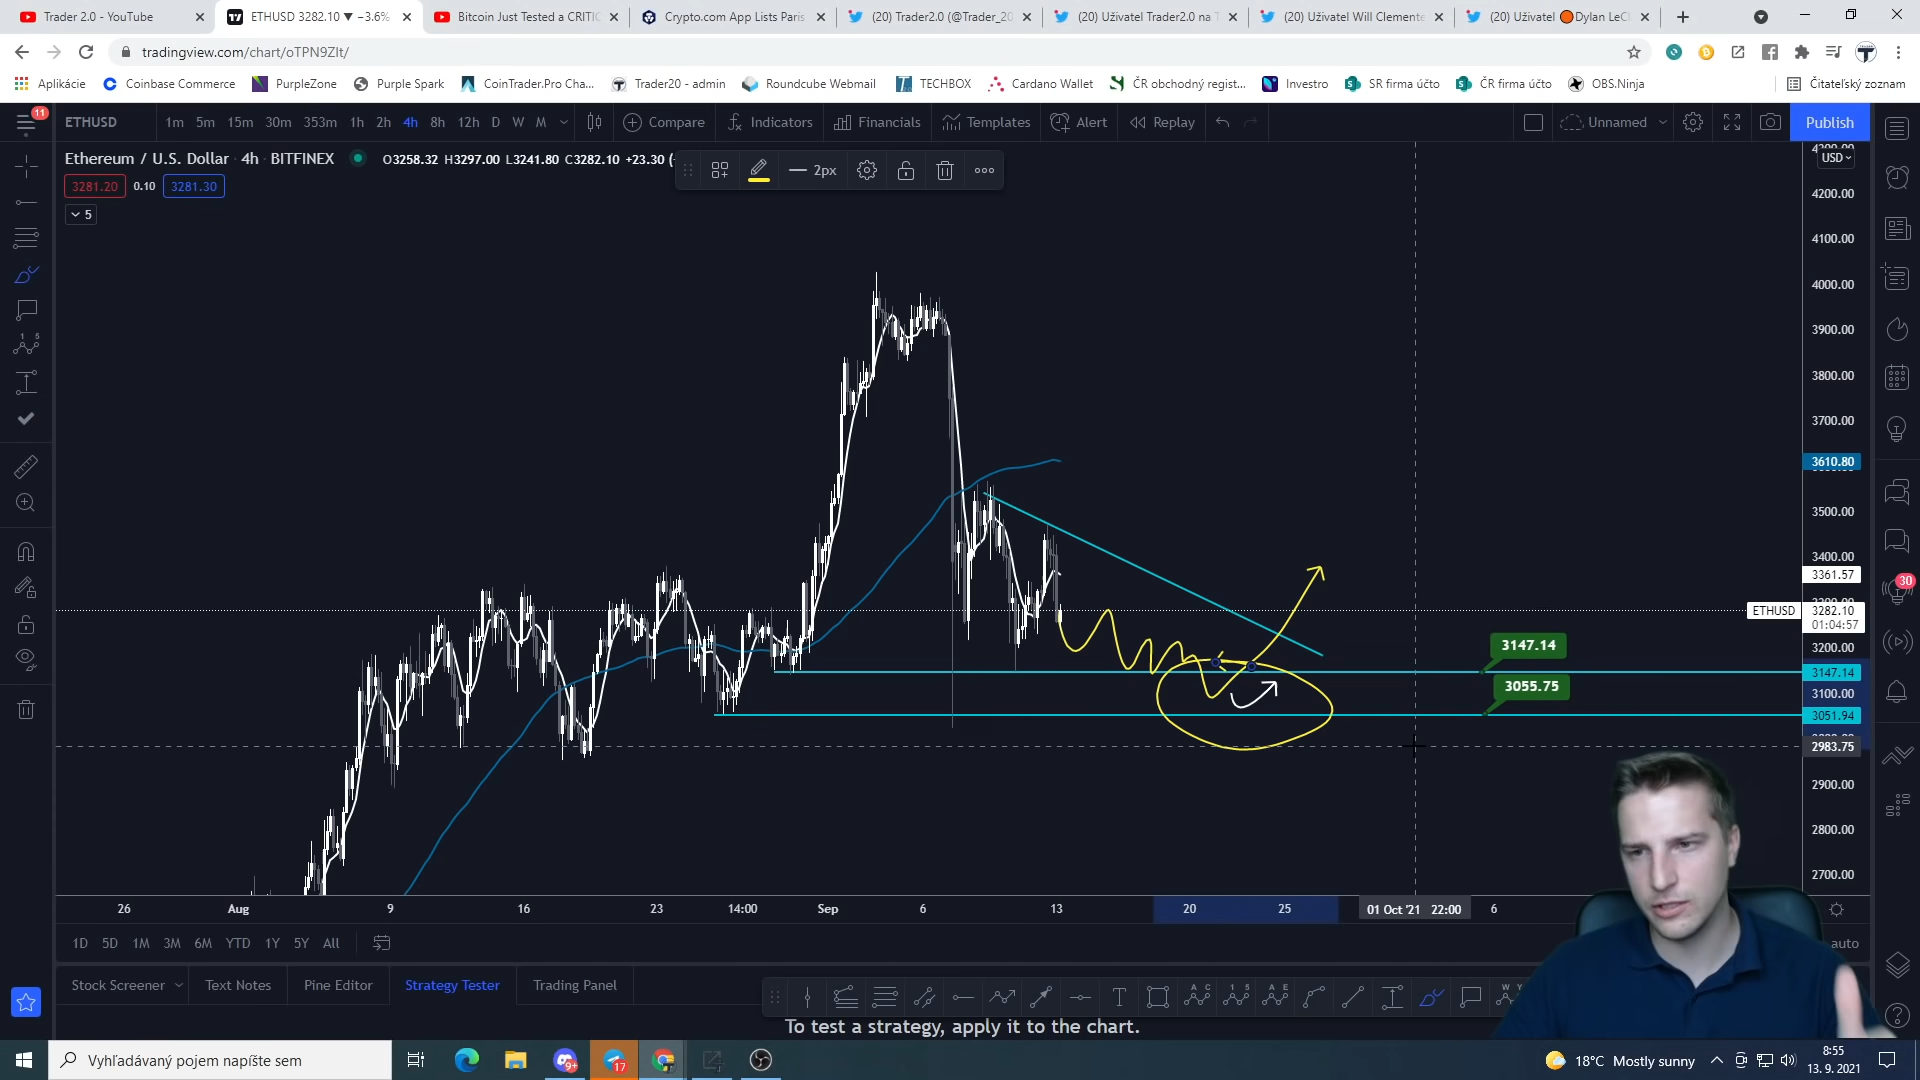 Trader 2.0 - YouTube
ETHUSD 3282.10 ▼ −3.6%
Bitcoin Just Tested a CRITIC
Crypto.com App Lists Paris
(20) Trader2.0 (@Trader_20
(20) Uživatel Trader2.0 na T
(20) Uživatel Will Clemente
(20) Uživatel 🟠Dylan LeCl
tradingview.com/chart/oTPN9ZIt/
Aplikácie
Coinbase Commerce
PurpleZone
Purple Spark
CoinTrader.Pro Cha...
Trader20 - admin
Roundcube Webmail
TECHBOX
Cardano Wallet
ČR obchodný regist...
Investro
SR firma účto
ČR firma účto
OBS.Ninja
Čitateľský zoznam
11
ETHUSD
1m 5m 15m 30m 353m 1h 2h 4h 8h 12h D W M
Compare
Indicators
Financials
Templates
Alert
Replay
Unnamed
Publish
Ethereum / U.S. Dollar · 4h · BITFINEX
O3258.32 H3297.00 L3241.80 C3282.10 +23.30
2px
USD
3281.20 0.10 3281.30
5
4200.00
4100.00
4000.00
3900.00
3800.00
3700.00
3610.80
3500.00
3400.00
3361.57
ETHUSD 3282.10
01:04:57
3200.00
3147.14
3147.14
3055.75
3100.00
3051.94
2983.75
2900.00
2800.00
2700.00
30
26 Aug 9 16 23 14:00 Sep 6 13 20 25 01 Oct '21 22:00 6
1D 5D 1M 3M 6M YTD 1Y 5Y All
auto
Stock Screener
Text Notes
Pine Editor
Strategy Tester
Trading Panel
To test a strategy, apply it to the chart.
Vyhľadávaný pojem napíšte sem
9+
17
18°C Mostly sunny
8:55
13. 9. 2021